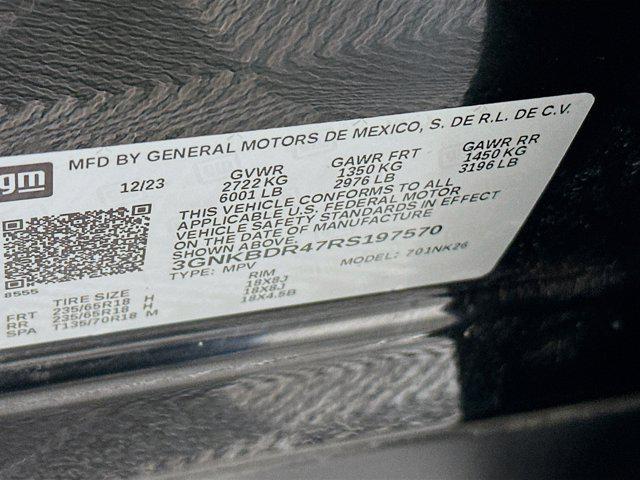 gm
MFD BY GENERAL MOTORS DE MEXICO, S. DE R.L. DE C.V.
12/23
GVWR GAWR FRT GAWR RR
2722 KG 1350 KG 1450 KG
6001 LB 2976 LB 3196 LB
THIS VEHICLE CONFORMS TO ALL
APPLICABLE U.S. FEDERAL MOTOR
VEHICLE SAFETY STANDARDS IN EFFECT
ON THE DATE OF MANUFACTURE
SHOWN ABOVE.
3GNKBDR47RS197570
TYPE: MPV MODEL: 701NK26
8555
TIRE SIZE RIM
FRT 235/65R18 H 18X8J
RR 235/65R18 H 18X8J
SPA T135/70R18 M 18X4.5B